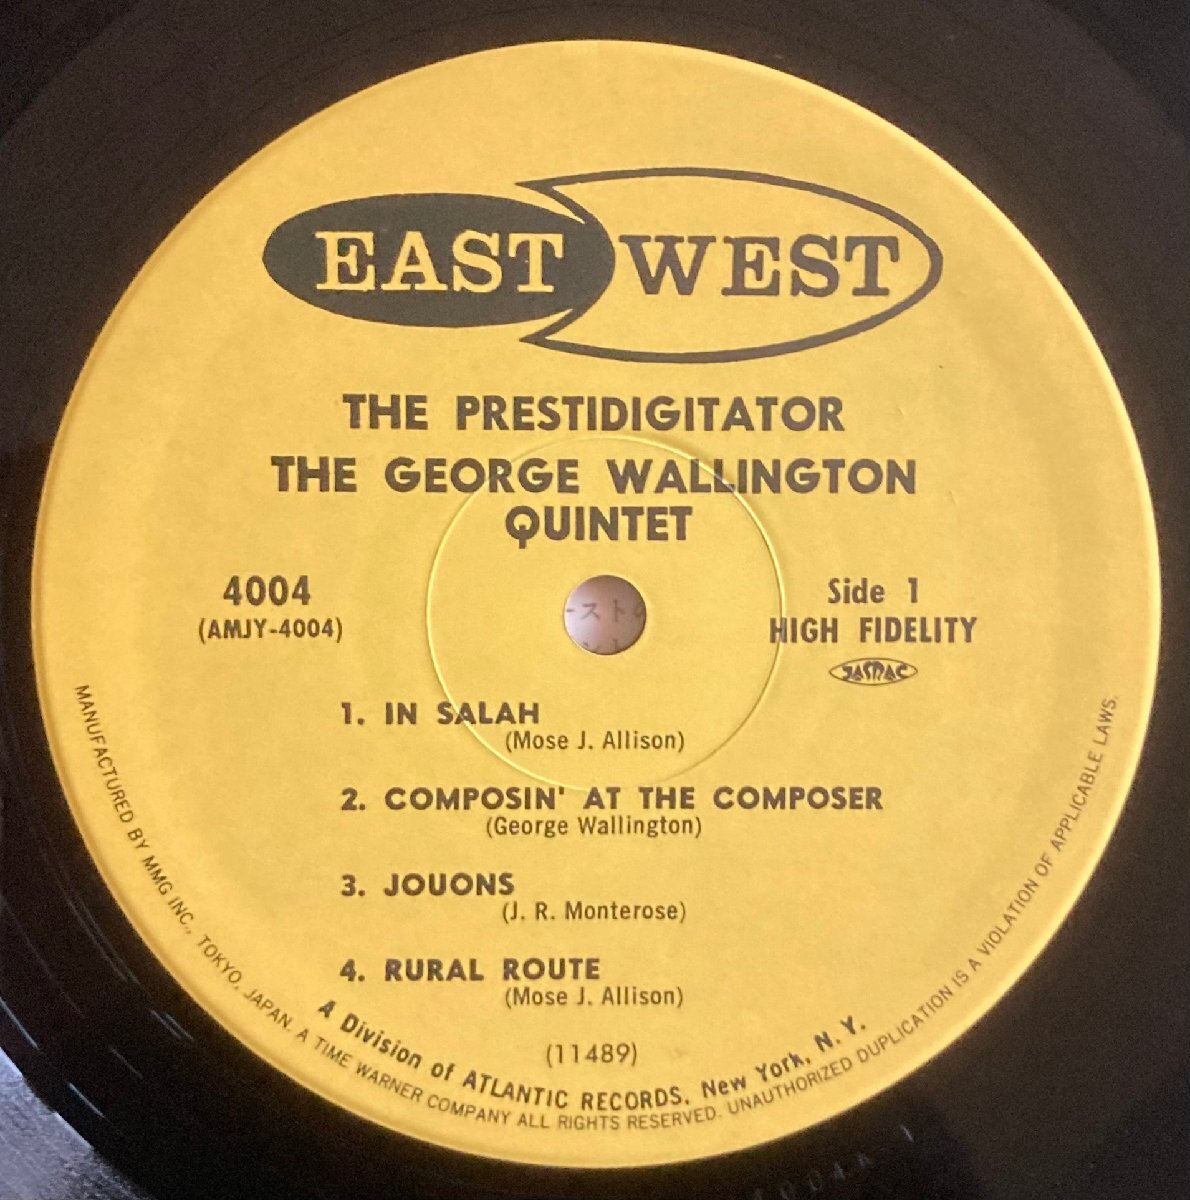 EAST WEST
THE PRESTIDIGITATOR
THE GEORGE WALLINGTON
QUINTET
4004
(AMJY-4004)
Side 1
HIGH FIDELITY
JASRAC
1. IN SALAH
(Mose J. Allison)
2. COMPOSIN' AT THE COMPOSER
(George Wallington)
3. JOUONS
(J. R. Monterose)
4. RURAL ROUTE
(Mose J. Allison)
(11489)
A Division of ATLANTIC RECORDS. New York, N. Y.
MANUFACTURED BY MMG INC., TOKYO, JAPAN. A TIME WARNER COMPANY ALL RIGHTS RESERVED. UNAUTHORIZED DUPLICATION IS A VIOLATION OF APPLICABLE LAWS.